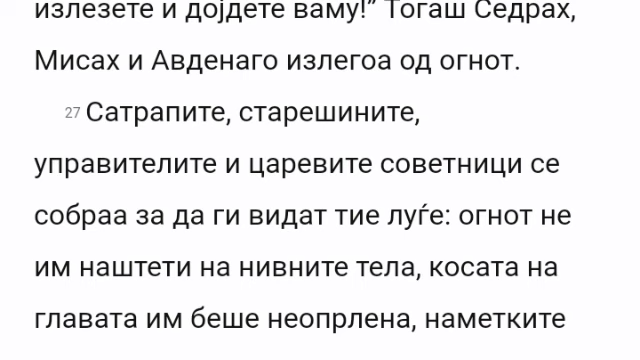 излезете и дојдете ваму!“ Тогаш Седрах,
Мисах и Авденаго излегоа од огнот.
27 Сатрапите, старешините,
управителите и царевите советници се
собраа за да ги видат тие луѓе: огнот не
им наштети на нивните тела, косата на
главата им беше неопрлена, наметките